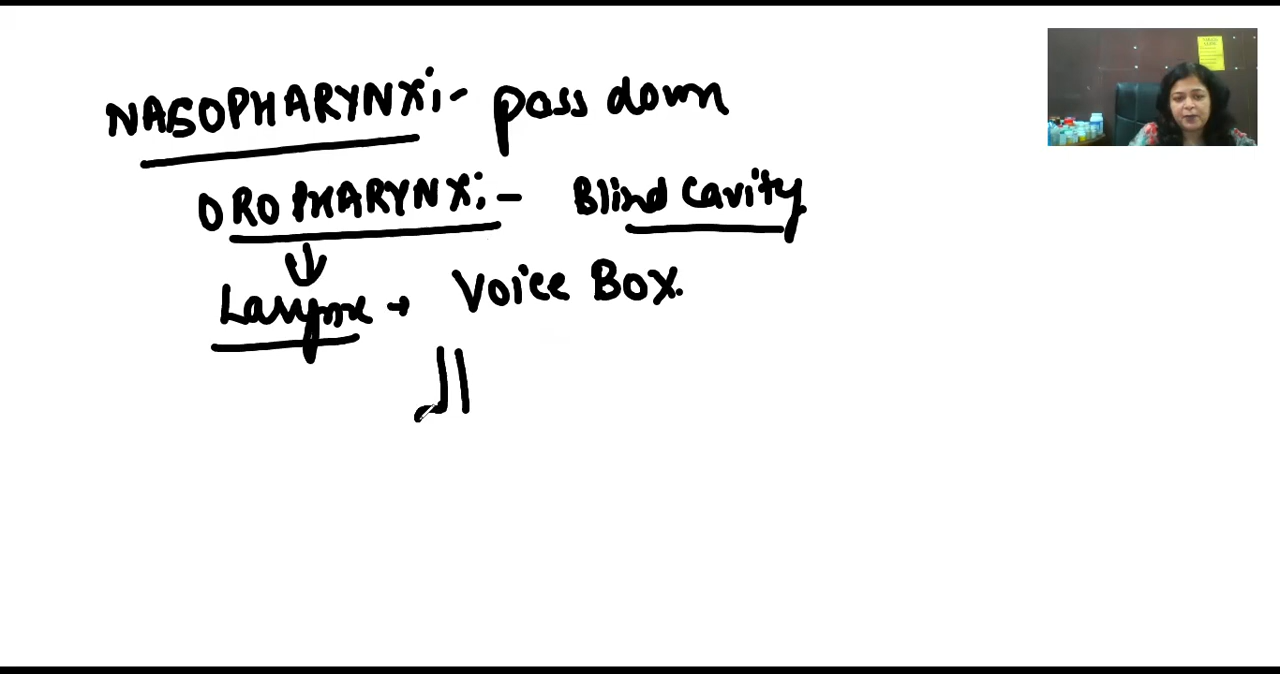 NASOPHARYNX:- pass down
OROPHARYNX:- Blind Cavity
↓
Larynx → Voice Box.